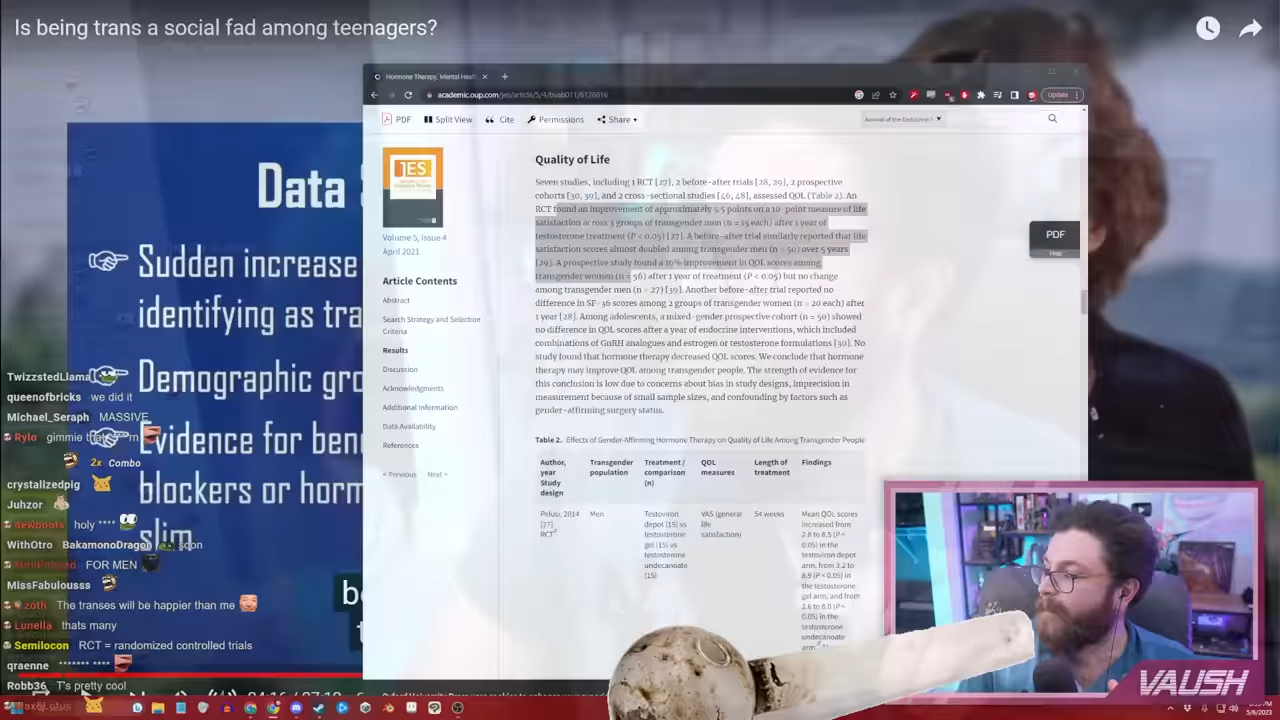 Is being trans a social fad among teenagers?
Hormone Therapy, Mental Heal
academic.oup.com/jes/article/5/4/bvab011/6126016
Update
PDF
Split View
Cite
Permissions
Share
Journal of the Endocrine S
JES
Volume 5, Issue 4
April 2021
Article Contents
Abstract
Search Strategy and Selection
Criteria
Results
Discussion
Acknowledgments
Additional Information
Data Availability
References
< Previous
Next >
Quality of Life
Seven studies, including 1 RCT [27], 2 before-after trials [28, 29], 2 prospective
cohorts [30, 39], and 2 cross-sectional studies [46, 48], assessed QOL (Table 2). An
RCT found an improvement of approximately 5.5 points on a 10-point measure of life
satisfaction across 3 groups of transgender men (n = 15 each) after 1 year of
testosterone treatment (P < 0.05) [27]. A before-after trial similarly reported that life
satisfaction scores almost doubled among transgender men (n = 50) over 5 years
[29]. A prospective study found a 16% improvement in QOL scores among
transgender women (n = 56) after 1 year of treatment (P < 0.05) but no change
among transgender men (n = 27) [39]. Another before-after trial reported no
difference in SF-36 scores among 2 groups of transgender women (n = 20 each) after
1 year [28]. Among adolescents, a mixed-gender prospective cohort (n = 50) showed
no difference in QOL scores after a year of endocrine interventions, which included
combinations of GnRH analogues and estrogen or testosterone formulations [30]. No
study found that hormone therapy decreased QOL scores. We conclude that hormone
therapy may improve QOL among transgender people. The strength of evidence for
this conclusion is low due to concerns about bias in study designs, imprecision in
measurement because of small sample sizes, and confounding by factors such as
gender-affirming surgery status.
Table 2. Effects of Gender-Affirming Hormone Therapy on Quality of Life Among Transgender People
Author,
year
Study
design
Transgender
population
Treatment /
comparison
(n)
QOL
measures
Length of
treatment
Findings
Pelusi, 2014
[27]
RCT
Men
Testoviron
depot (15) vs
testosterone
gel (15) vs
testosterone
undecanoate
(15)
VAS (general
life
satisfaction)
54 weeks
Mean QOL scores
increased from
2.8 to 8.5 (P <
0.05) in the
testoviron depot
arm, from 3.2 to
8.9 (P < 0.05) in
the testosterone
gel arm, and from
2.6 to 8.0 (P <
0.05) in the
testosterone
undecanoate
arm
PDF
Help
Data
Sudden increase
identifying as tra
Demographic gro
Evidence for ben
blockers or horm
slim
TwizzstedLlama
queenofbricks we did it
Michael_Seraph MASSIVE
Rylo gimmie
2x Combo
crystalizedpig
Juhzor
dewboots holy ****
WithOtro BakamonoDrago
FOR MEN
MissFabulousss
zoth The transes will be happier than me
Lunella thats many
Semilocon RCT = randomized controlled trials
qraenne ******* ****
Robb36 T's pretty cool
VAUSH
5/6/2023